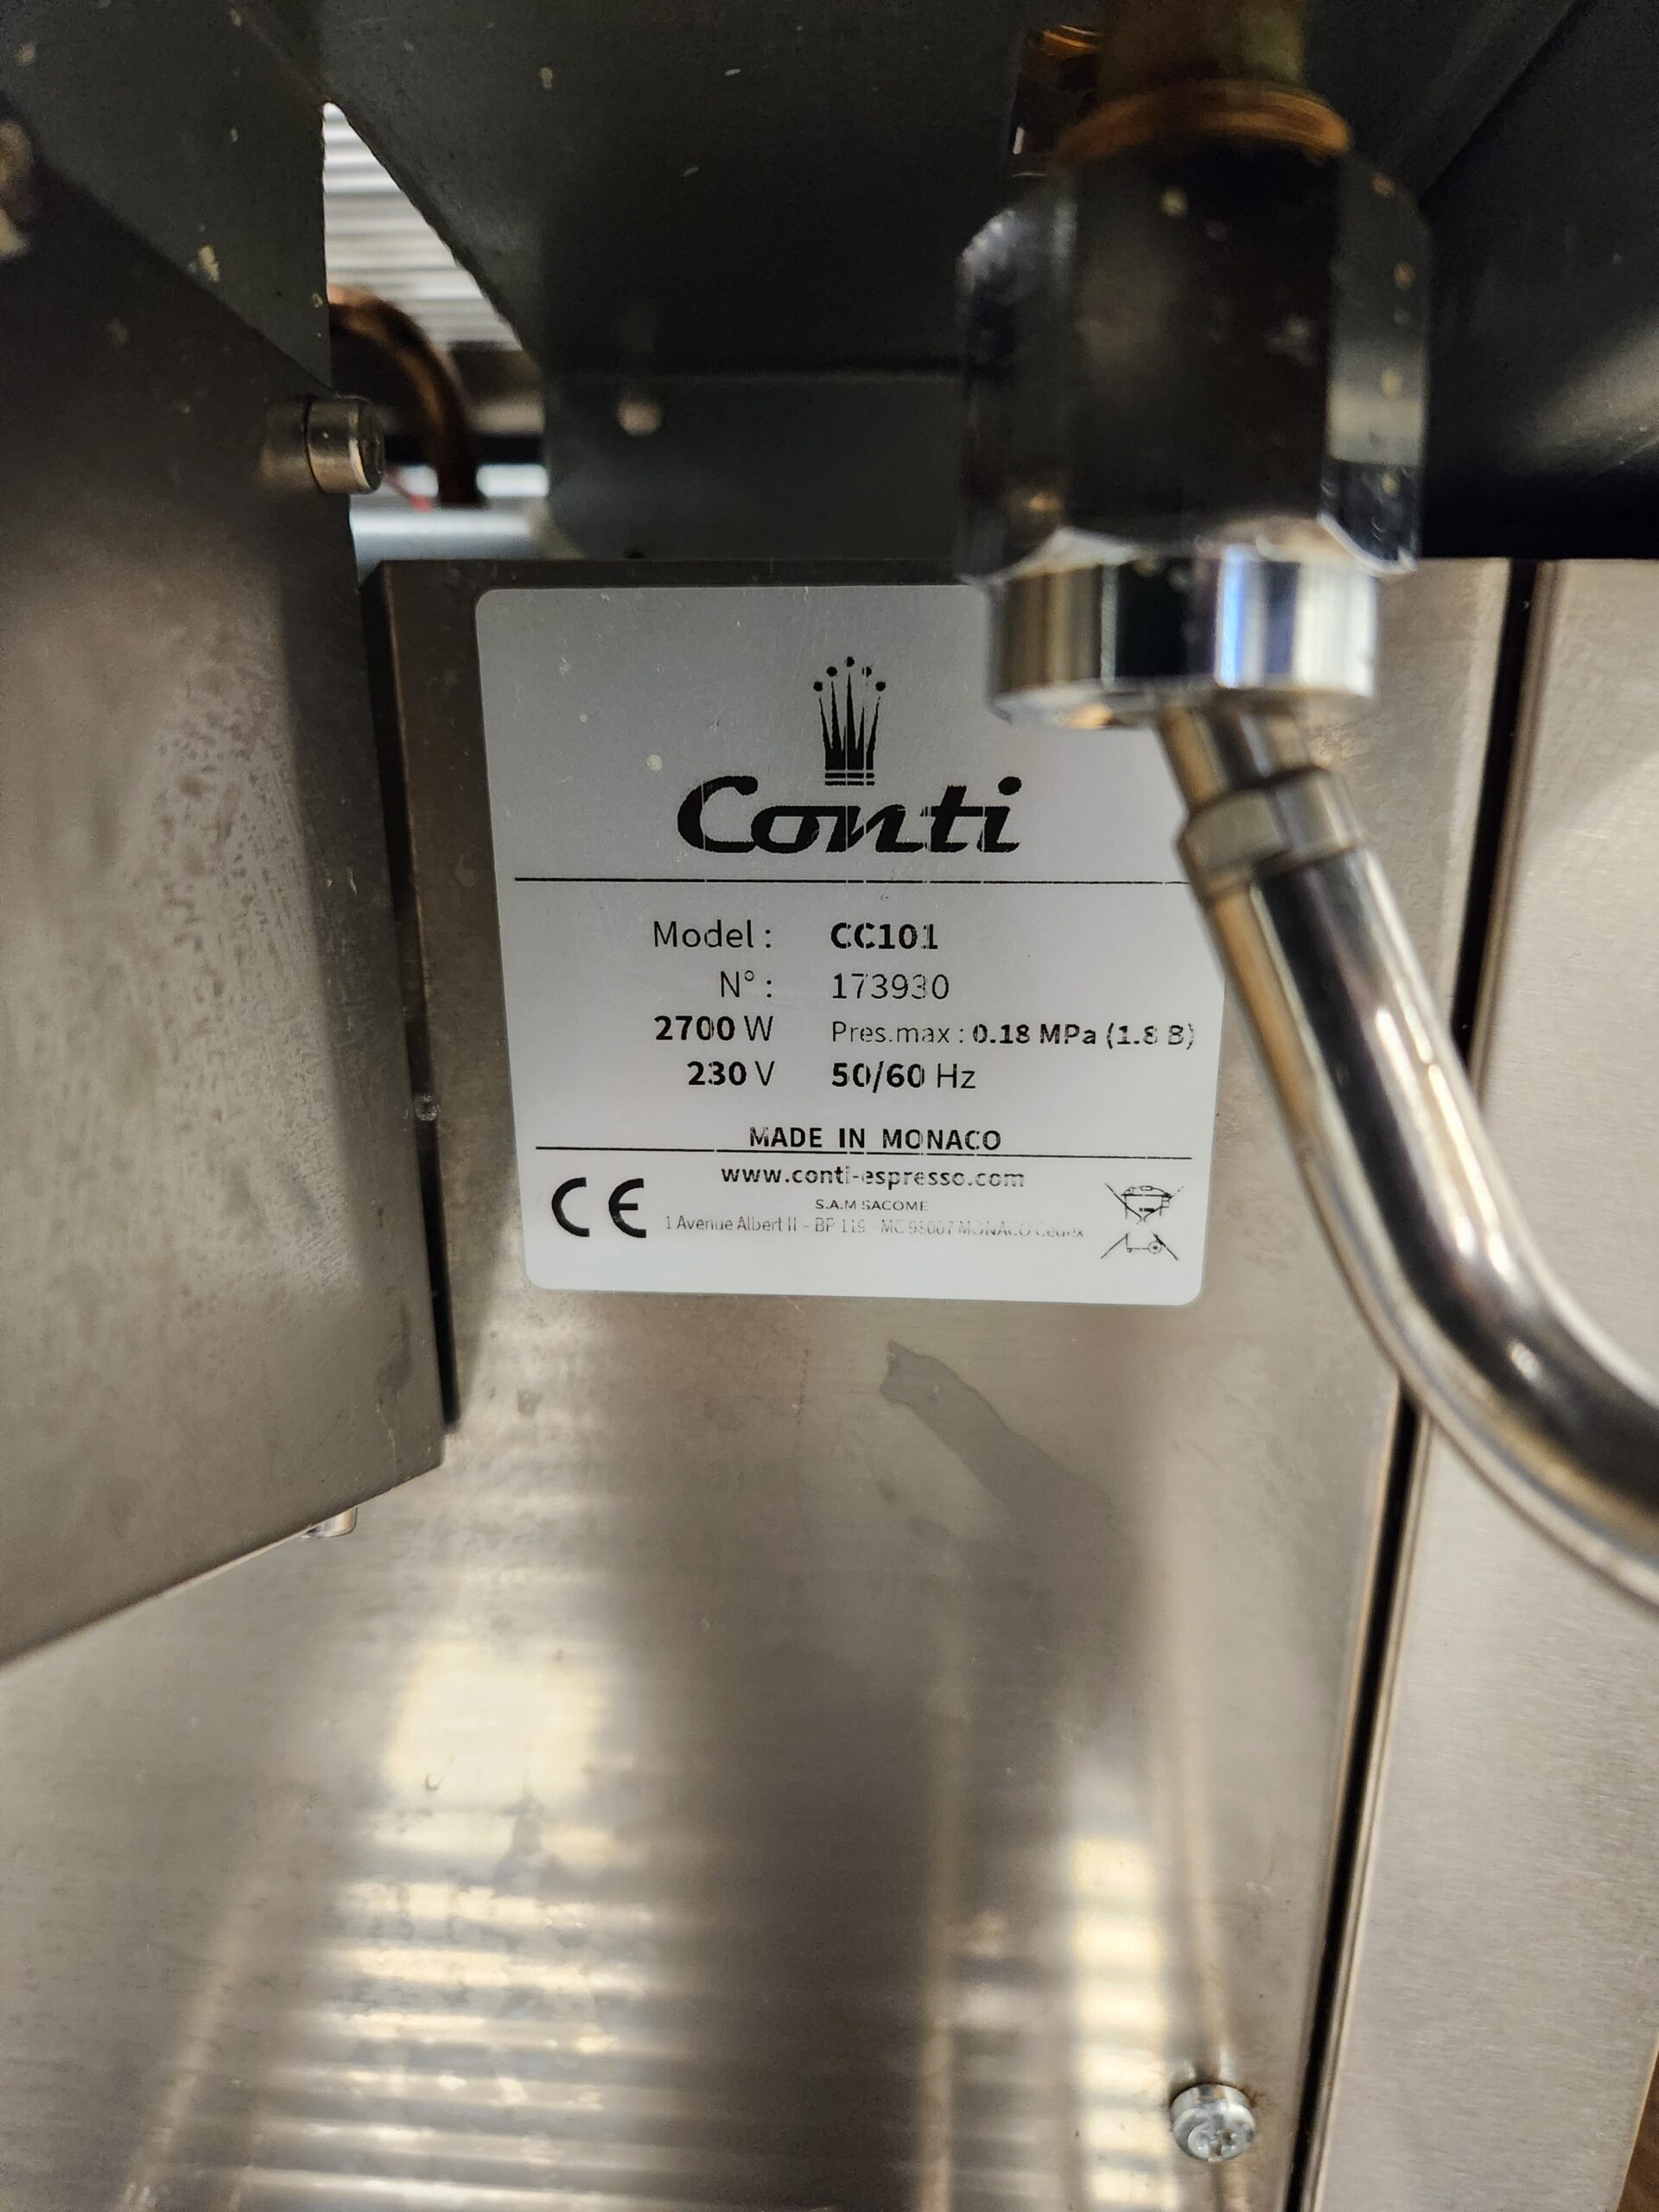 Conti
Model : CC101
N° : 173930
2700 W Pres.max : 0.18 MPa (1.8 B)
230 V 50/60 Hz
MADE IN MONACO
www.conti-espresso.com
CE
S.A.M SACOME
1 Avenue Albert II - BP 119 - MC 98007 MONACO Cedex